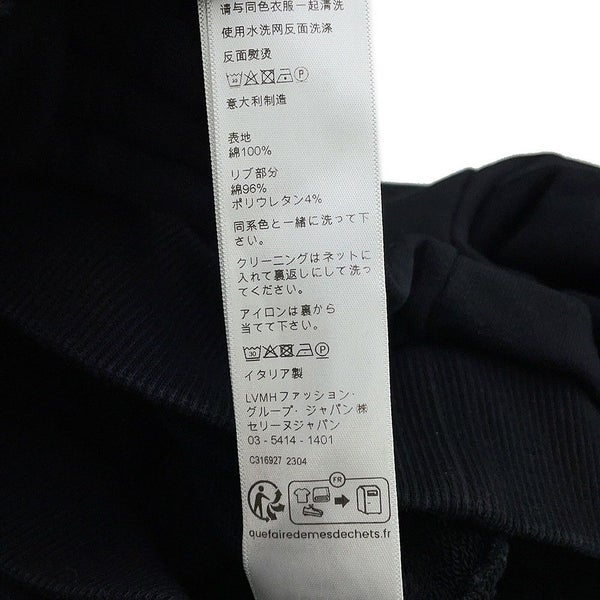 请与同色衣服一起清洗
使用水洗网反面洗涤
反面熨烫
意大利制造
表地
綿100%
リブ部分
綿96%
ポリウレタン4%
同系色と一緒に洗って下
さい。
クリーニングはネットに
入れて裏返しにして洗っ
てください。
アイロンは裏から
当てて下さい。
30
イタリア製
LVMHファッション・
グループ・ジャパン㈱
セリーヌジャパン
03-5414-1401
C316927 2304
FR
quefairedemesdechets.fr